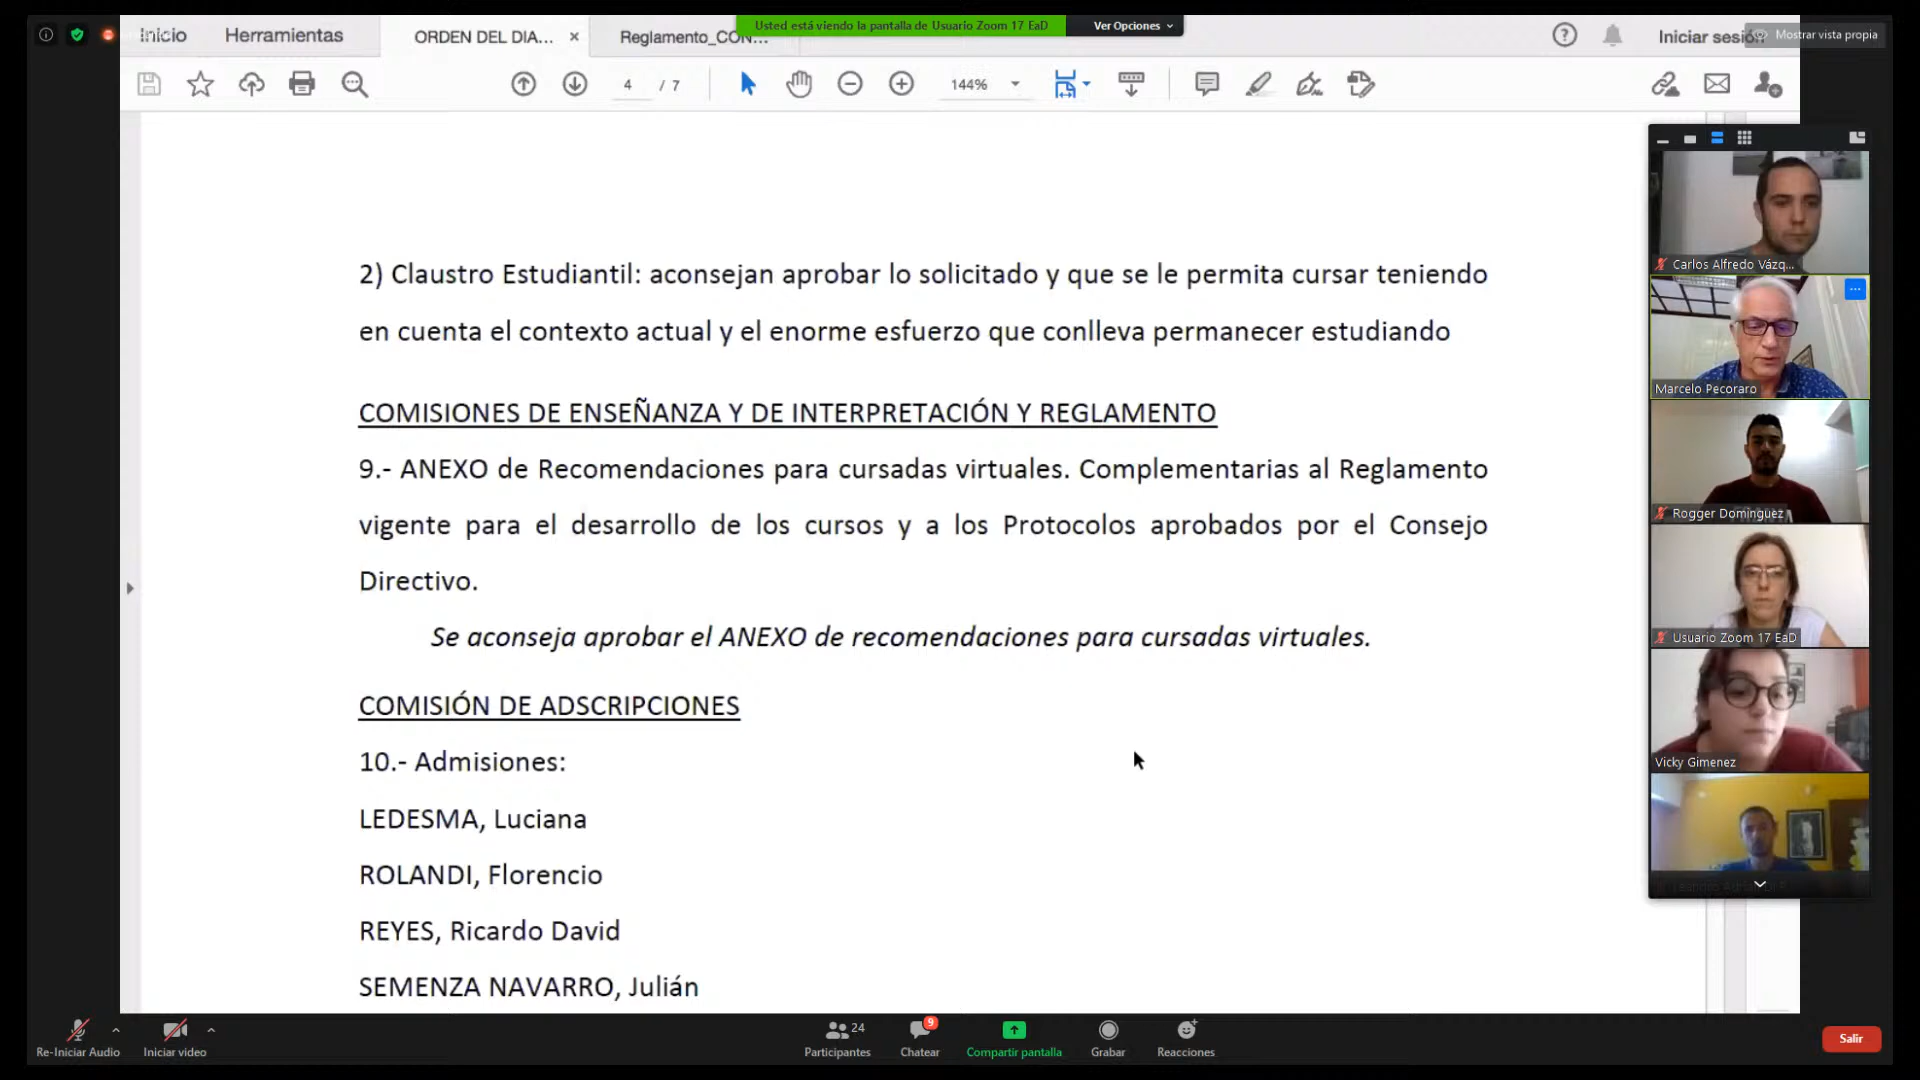 Usted está viendo la pantalla de Usuario Zoom 17 EaD
Ver Opciones
Mostrar vista propia
Inicio
Herramientas
ORDEN DEL DIA... ×
Reglamento_CON...
Iniciar sesión
4 / 7
144%
2) Claustro Estudiantil: aconsejan aprobar lo solicitado y que se le permita cursar teniendo
en cuenta el contexto actual y el enorme esfuerzo que conlleva permanecer estudiando
COMISIONES DE ENSEÑANZA Y DE INTERPRETACIÓN Y REGLAMENTO
9.- ANEXO de Recomendaciones para cursadas virtuales. Complementarias al Reglamento
vigente para el desarrollo de los cursos y a los Protocolos aprobados por el Consejo
Directivo.
Se aconseja aprobar el ANEXO de recomendaciones para cursadas virtuales.
COMISIÓN DE ADSCRIPCIONES
10.- Admisiones:
LEDESMA, Luciana
ROLANDI, Florencio
REYES, Ricardo David
SEMENZA NAVARRO, Julián
Carlos Alfredo Vázq...
Marcelo Pecoraro
Rogger Dominguez
Usuario Zoom 17 EaD
Vicky Gimenez
Re-Iniciar Audio
Iniciar video
24
Participantes
9
Chatear
Compartir pantalla
Grabar
Reacciones
Salir